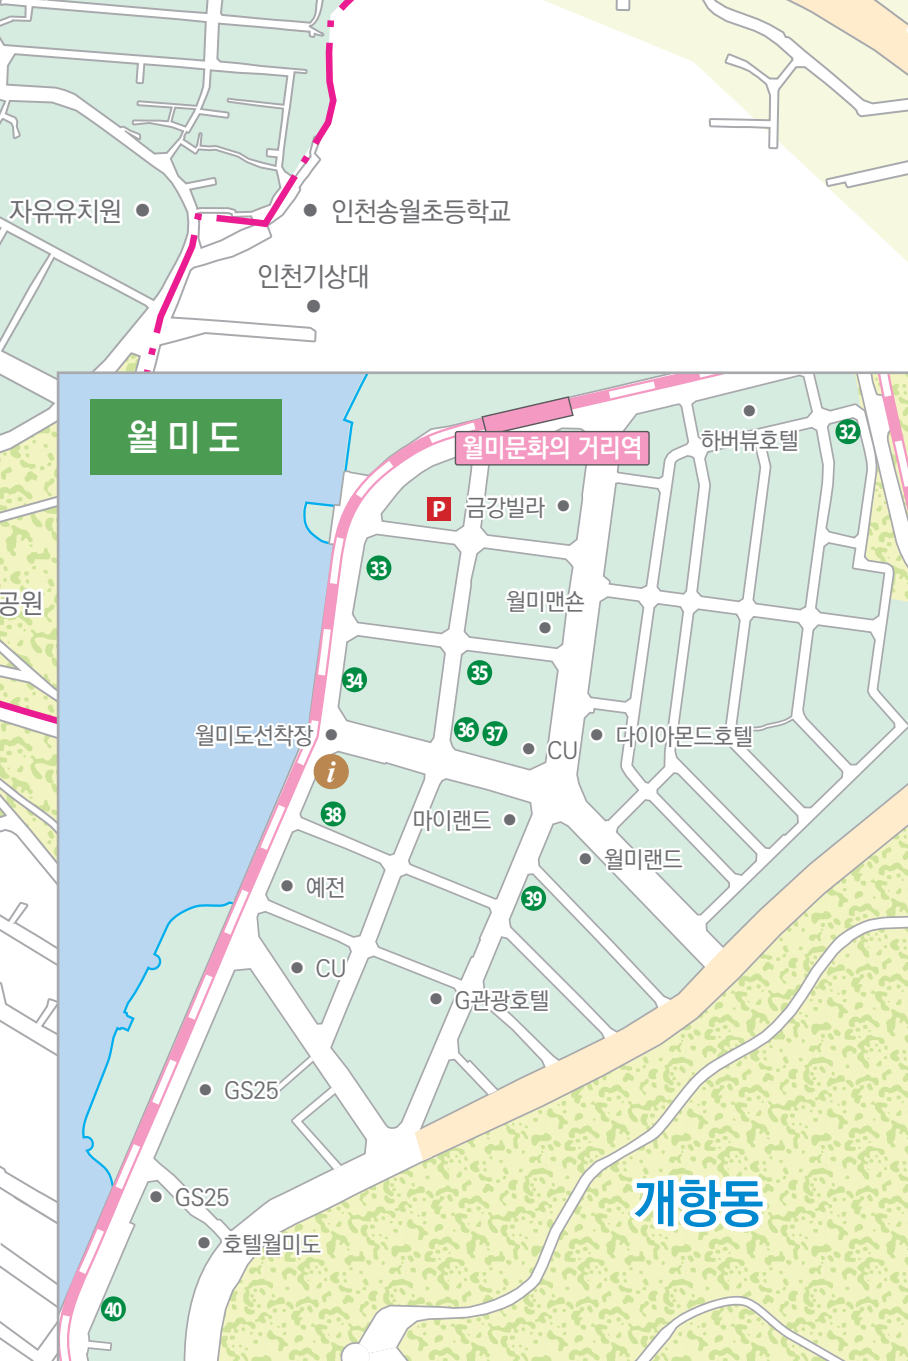 자유유치원
인천송월초등학교
인천기상대
월미도
월미문화의 거리역
하버뷰호텔
32
P
금강빌라
33
공원
월미맨숀
34
35
36
37
월미도선착장
CU
다이아몬드호텔
i
38
마이랜드
월미랜드
예전
39
CU
G관광호텔
GS25
개항동
GS25
호텔월미도
40